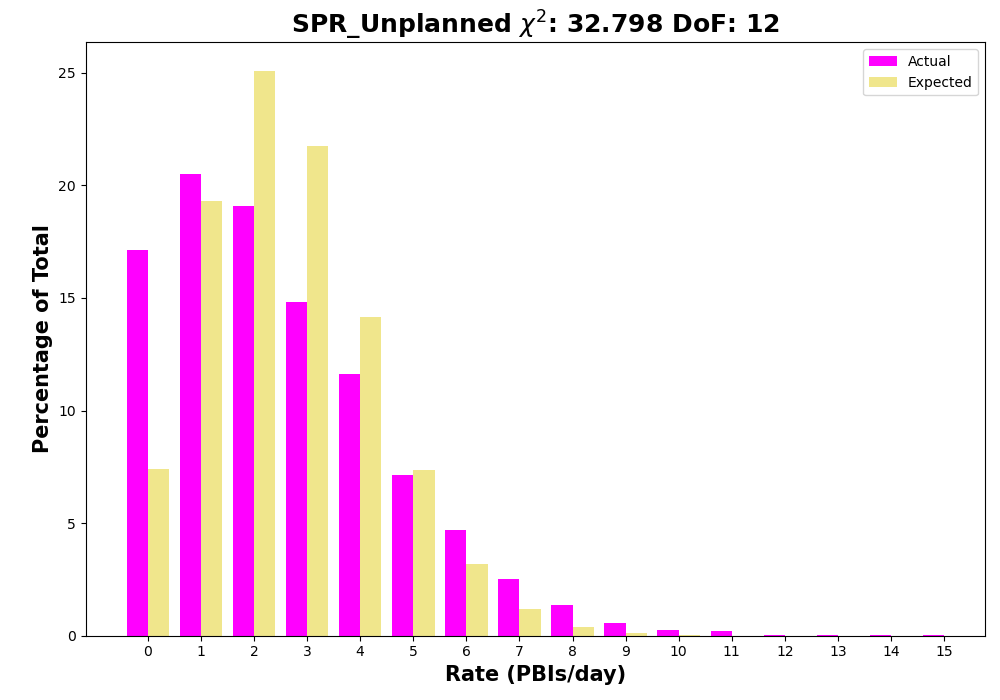 SPR_Unplanned χ²: 32.798 DoF: 12
Actual
Expected
Percentage of Total
25
20
15
10
5
0
0 1 2 3 4 5 6 7 8 9 10 11 12 13 14 15
Rate (PBIs/day)